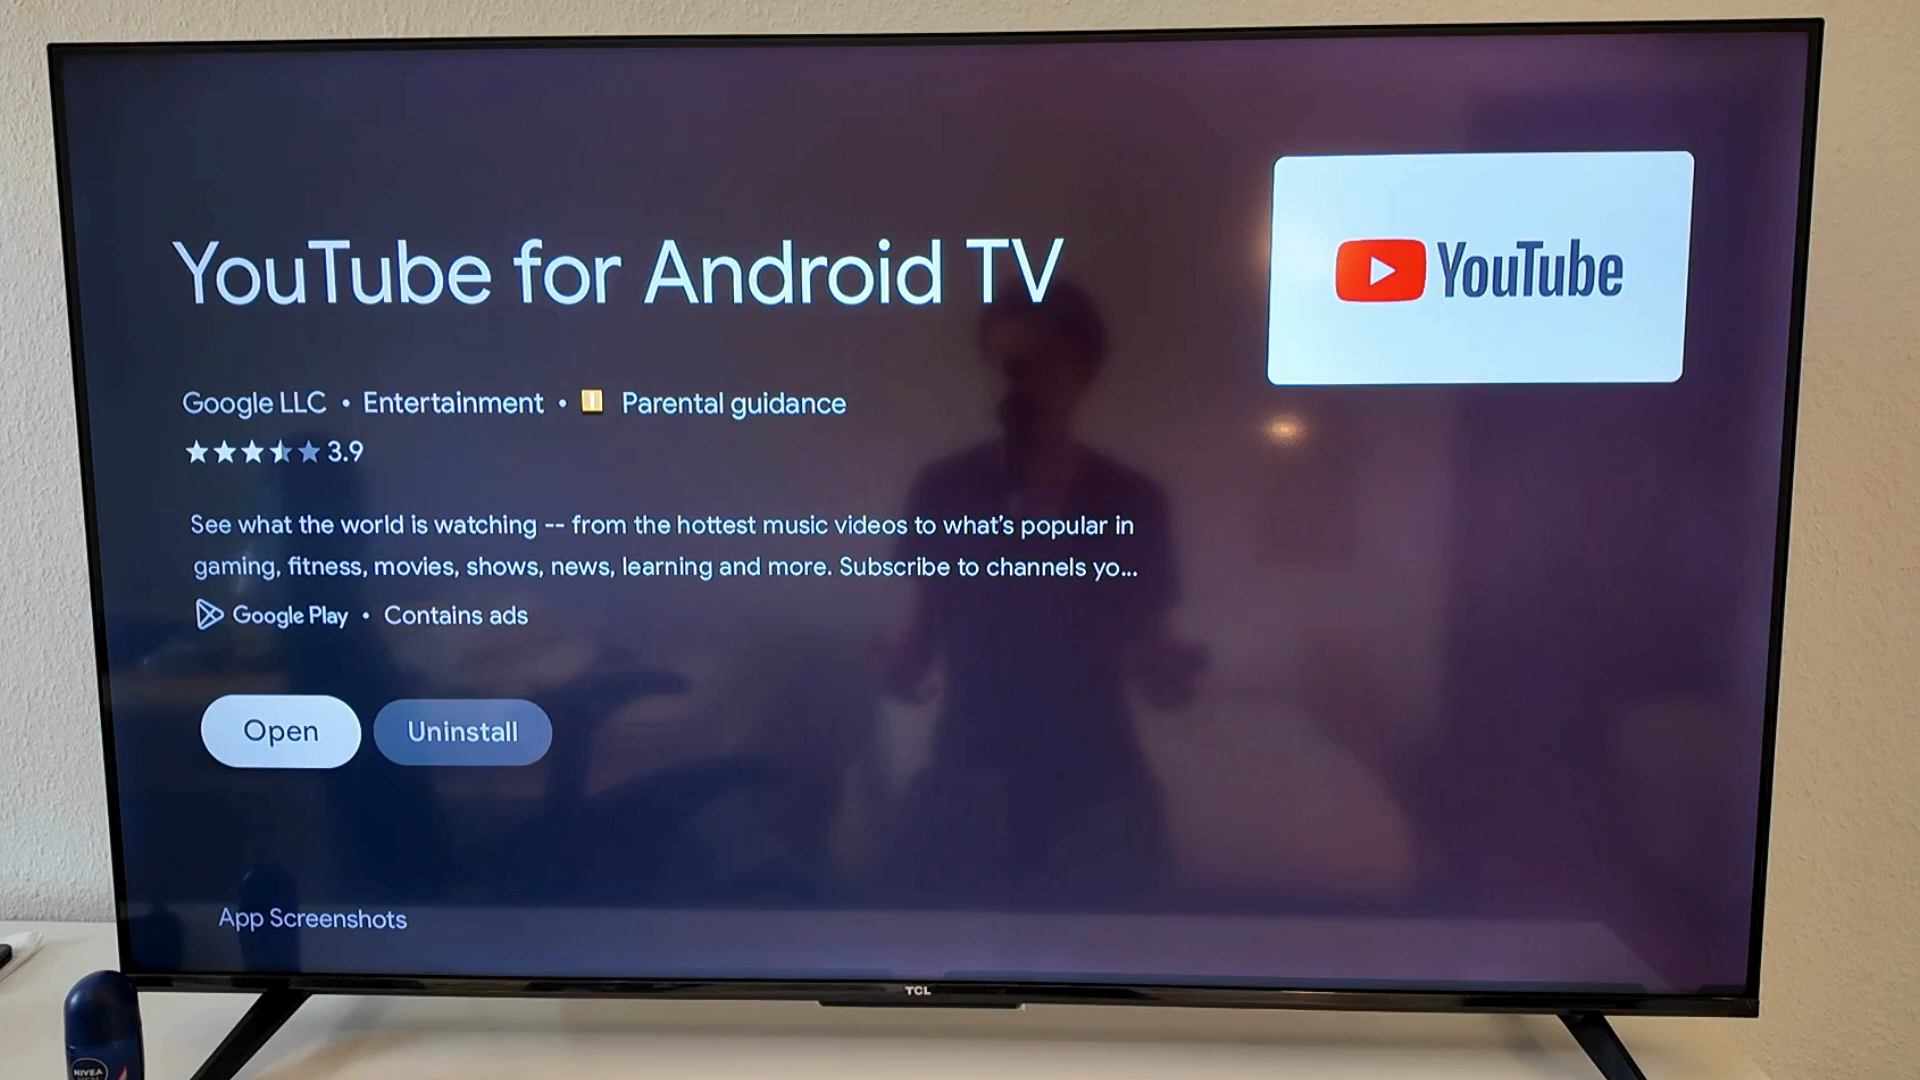 YouTube for Android TV
YouTube
Google LLC • Entertainment • ! Parental guidance
3.9
See what the world is watching -- from the hottest music videos to what's popular in
gaming, fitness, movies, shows, news, learning and more. Subscribe to channels yo...
Google Play • Contains ads
Open
Uninstall
App Screenshots
TCL
NIVEA